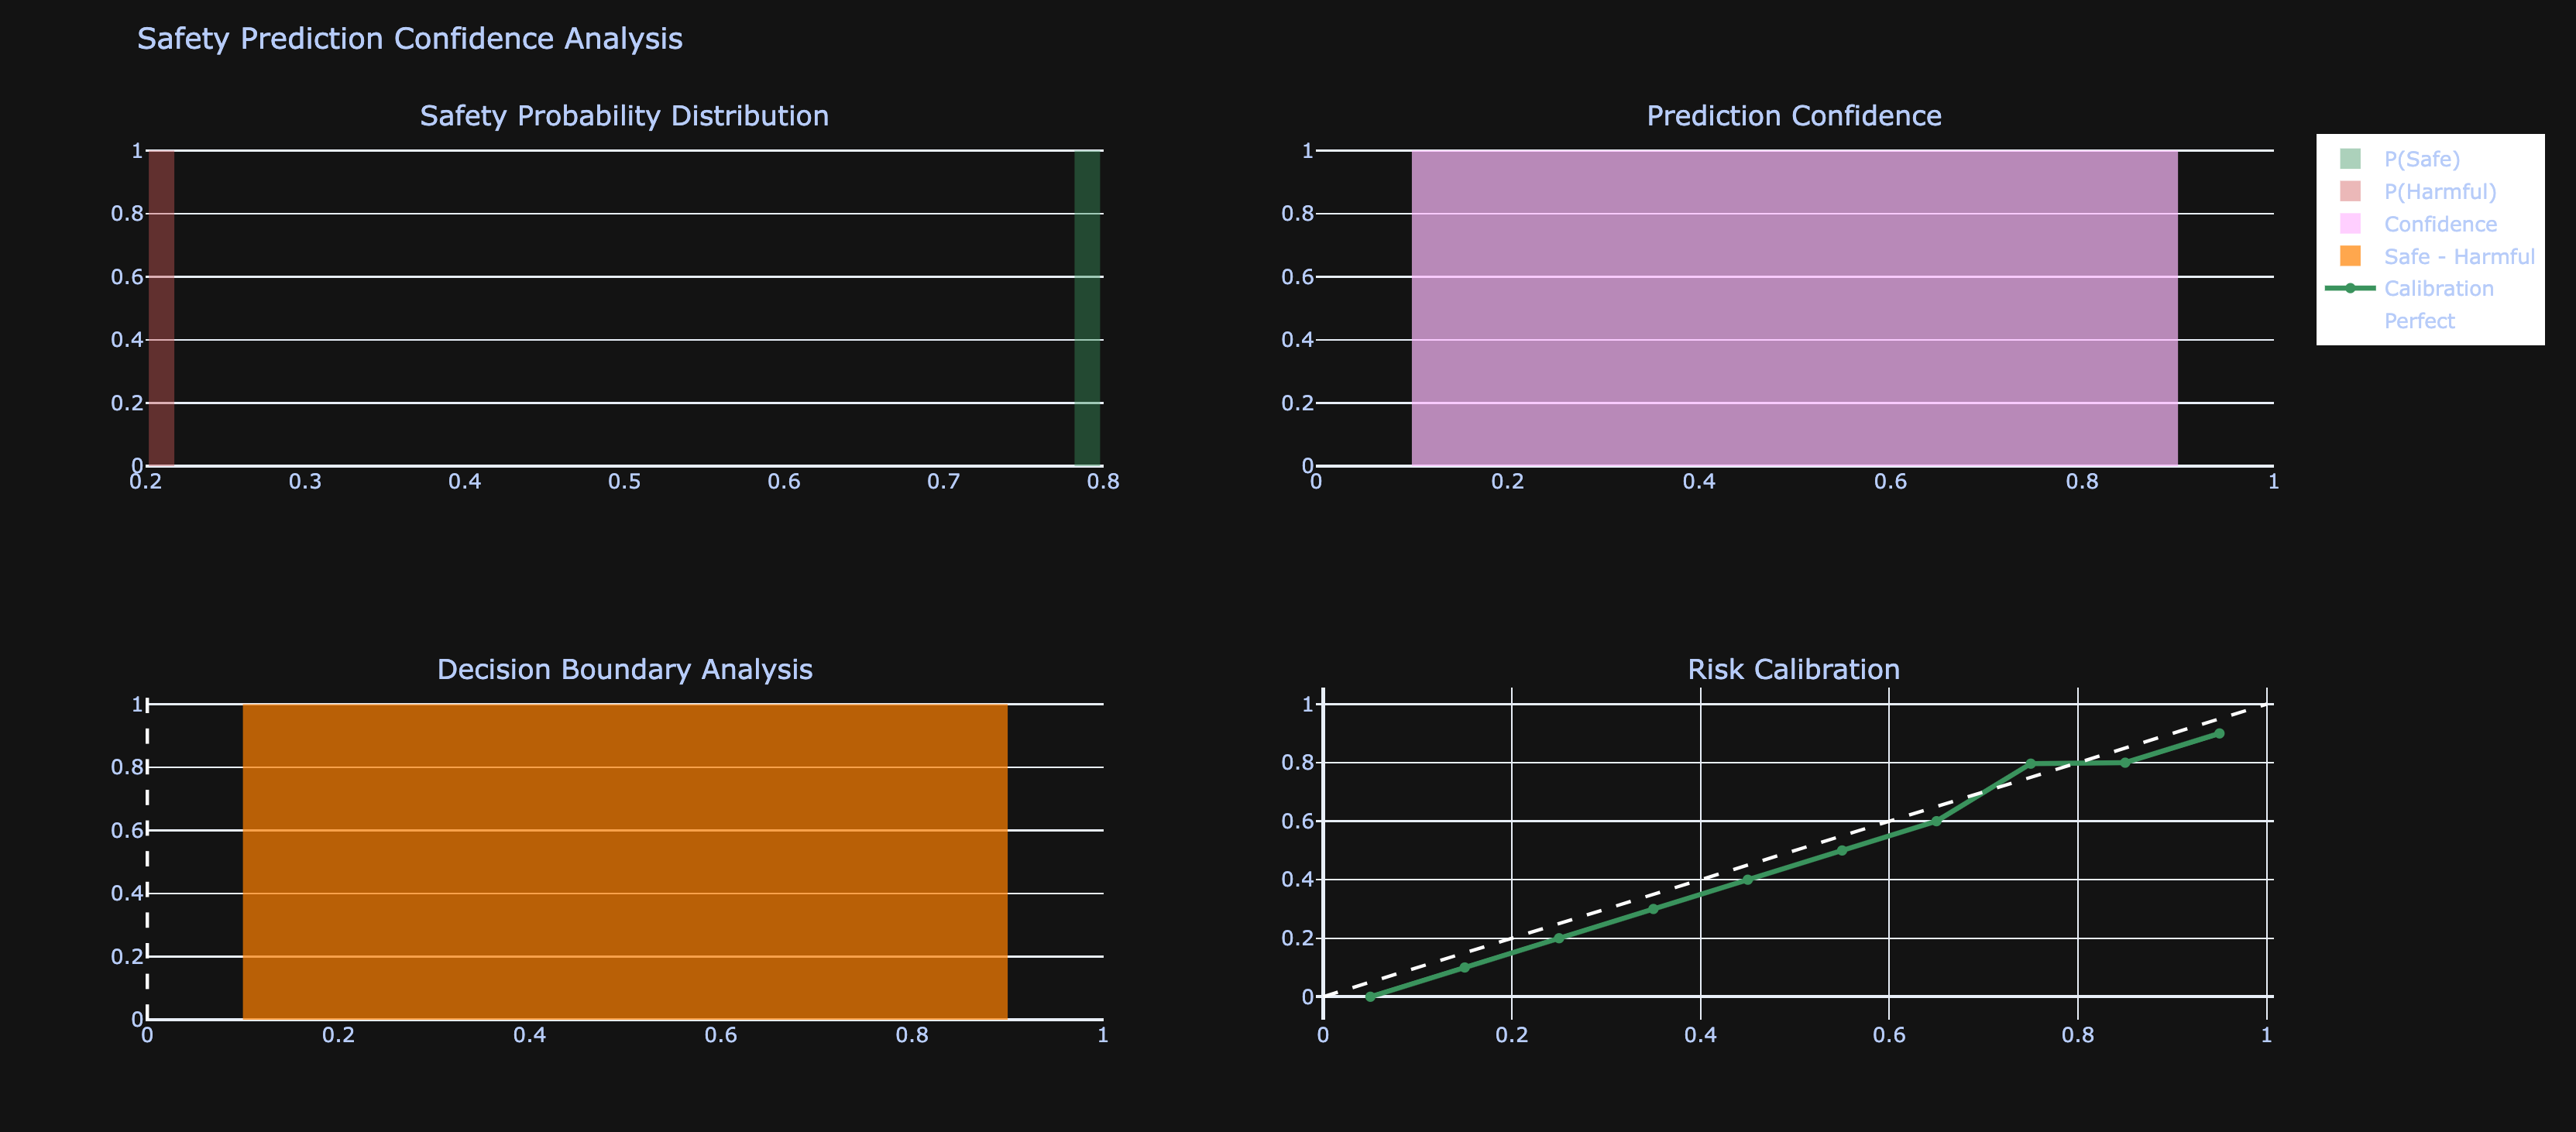 Safety Prediction Confidence Analysis
Safety Probability Distribution
1
0.8
0.6
0.4
0.2
0
0.2 0.3 0.4 0.5 0.6 0.7 0.8
Prediction Confidence
1
0.8
0.6
0.4
0.2
0
0 0.2 0.4 0.6 0.8 1
P(Safe)
P(Harmful)
Confidence
Safe - Harmful
Calibration
Perfect
Decision Boundary Analysis
1
0.8
0.6
0.4
0.2
0
0 0.2 0.4 0.6 0.8 1
Risk Calibration
1
0.8
0.6
0.4
0.2
0
0 0.2 0.4 0.6 0.8 1